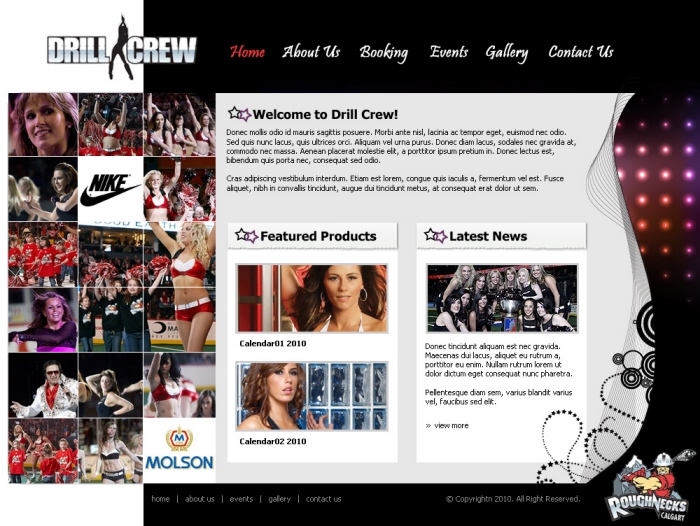 DRILL CREW
Home About Us Booking Events Gallery Contact Us
Welcome to Drill Crew!
Donec mollis odio id mauris sagittis posuere. Morbi ante nisl, lacinia ac tempor eget, euismod nec odio.
Sed quis nunc lacus, quis ultrices orci. Aliquam vel urna purus. Donec diam lacus, sodales nec gravida at,
commodo nec massa. Aenean placerat molestie elit, a porttitor ipsum pretium in. Donec lectus est,
bibendum quis porta nec, consequat sed odio.
Cras adipiscing vestibulum interdum. Etiam est lorem, congue quis iaculis a, fermentum vel est. Fusce
aliquet, nibh in convallis tincidunt, augue dui tincidunt metus, at consequat erat dolor ut sem.
NIKE
Featured Products
Calendar01 2010
Calendar02 2010
Latest News
Donec tincidunt aliquam est nec gravida.
Maecenas dui lacus, aliquet eu rutrum a,
porttitor eu enim. Nullam rutrum lorem ut
dolor dictum eget consequat nunc pharetra.
Pellentesque diam sem, varius blandit varius
vel, faucibus sed elit.
» view more
MOLSON
home | about us | events | gallery | contact us
© Copyrightn 2010. All Right Reserved.
ROUGHNECKS
CALGARY